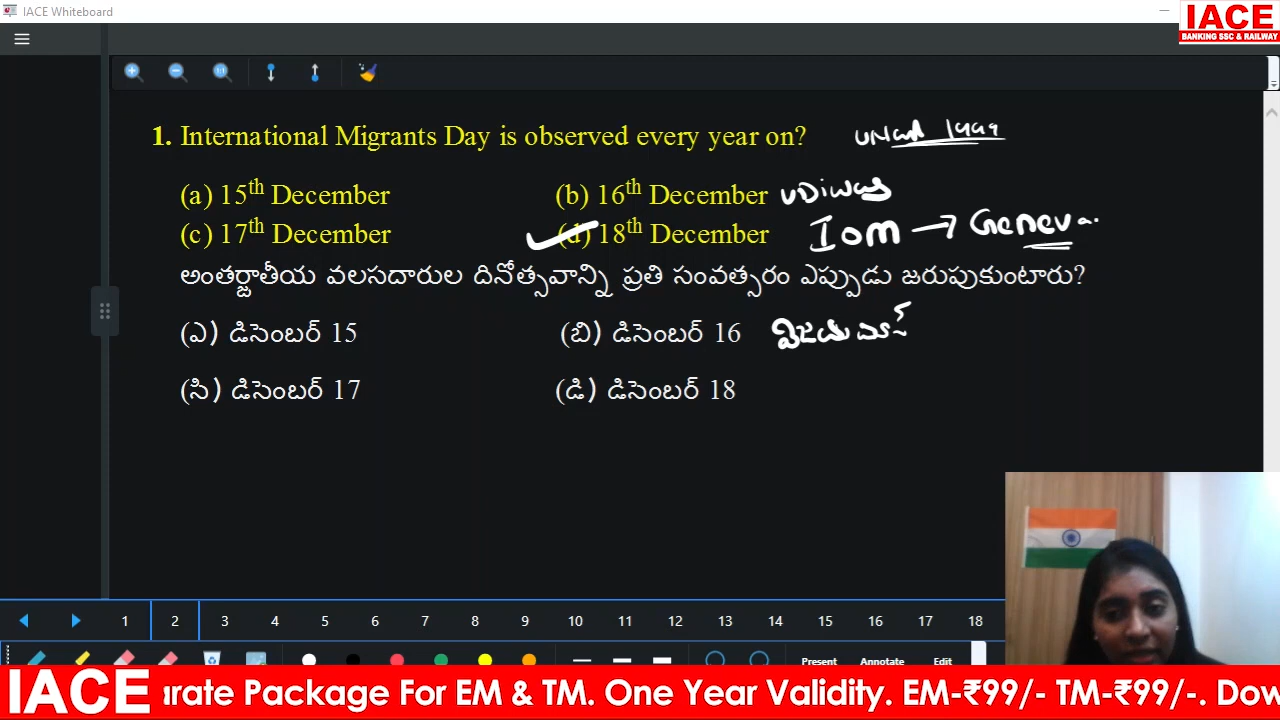 IACE Whiteboard
IACE
BANKING SSC & RAILWAY
1. International Migrants Day is observed every year on?
1999
(a) 15th December (b) 16th December
(c) 17th December (d) 18th December IOM → Geneva
అంతర్జాతీయ వలసదారుల దినోత్సవాన్ని ప్రతి సంవత్సరం ఎప్పుడు జరుపుకుంటారు?
(ఎ) డిసెంబర్ 15 (బి) డిసెంబర్ 16
(సి) డిసెంబర్ 17 (డి) డిసెంబర్ 18
1 2 3 4 5 6 7 8 9 10 11 12 13 14 15 16 17 18
Present Annotate Edit
IACE arate Package For EM & TM. One Year Validity. EM-₹99/- TM-₹99/-. Dow